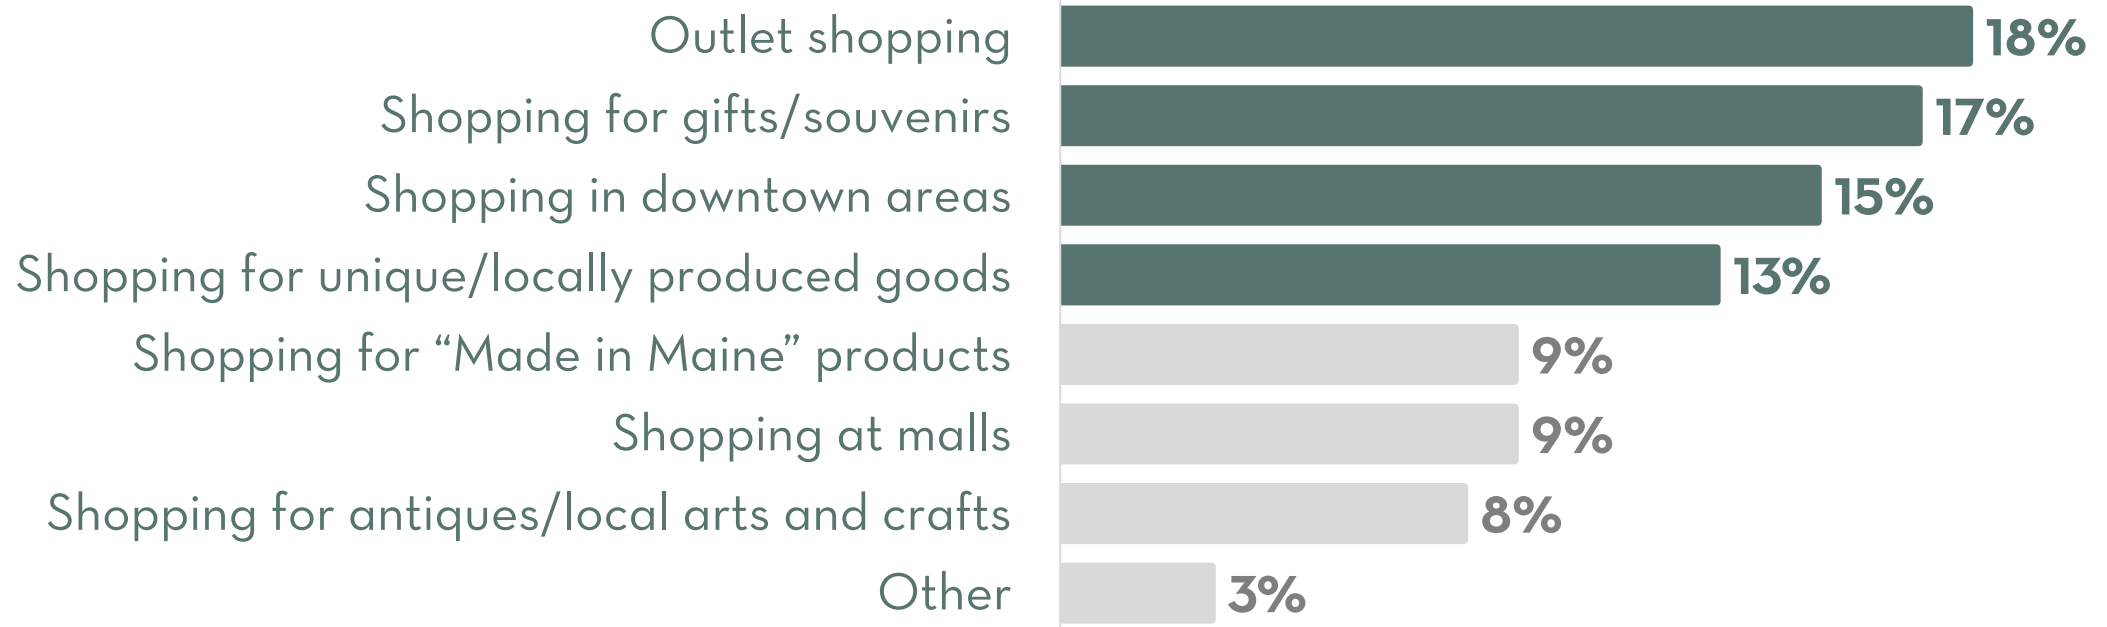 Outlet shopping 18%
Shopping for gifts/souvenirs 17%
Shopping in downtown areas 15%
Shopping for unique/locally produced goods 13%
Shopping for “Made in Maine” products 9%
Shopping at malls 9%
Shopping for antiques/local arts and crafts 8%
Other 3%